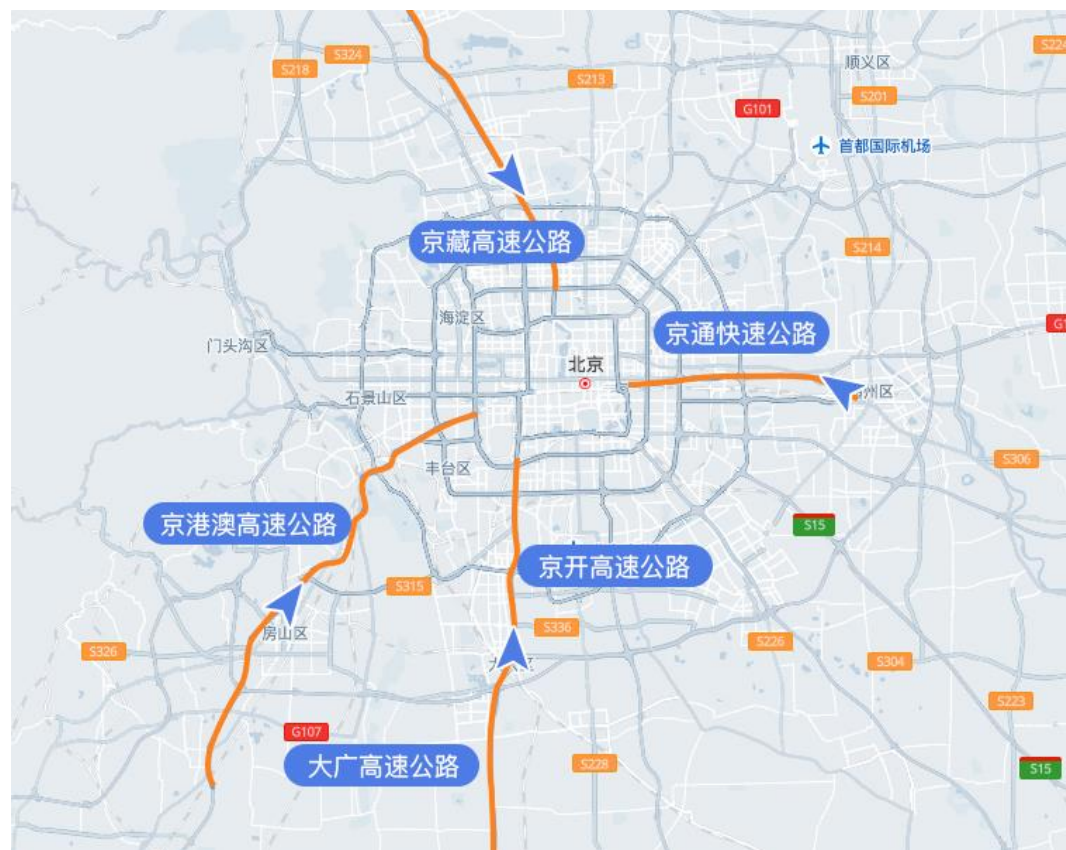 S324
S218
S213
S224
顺义区
S201
G101
首都国际机场
京藏高速公路
S214
海淀区
京通快速公路
门头沟区
北京
石景山区
州区
丰台区
S306
京港澳高速公路
S15
京开高速公路
S315
房山区
S336
S226
S326
大
区
S304
S223
G107
大广高速公路
S228
S15